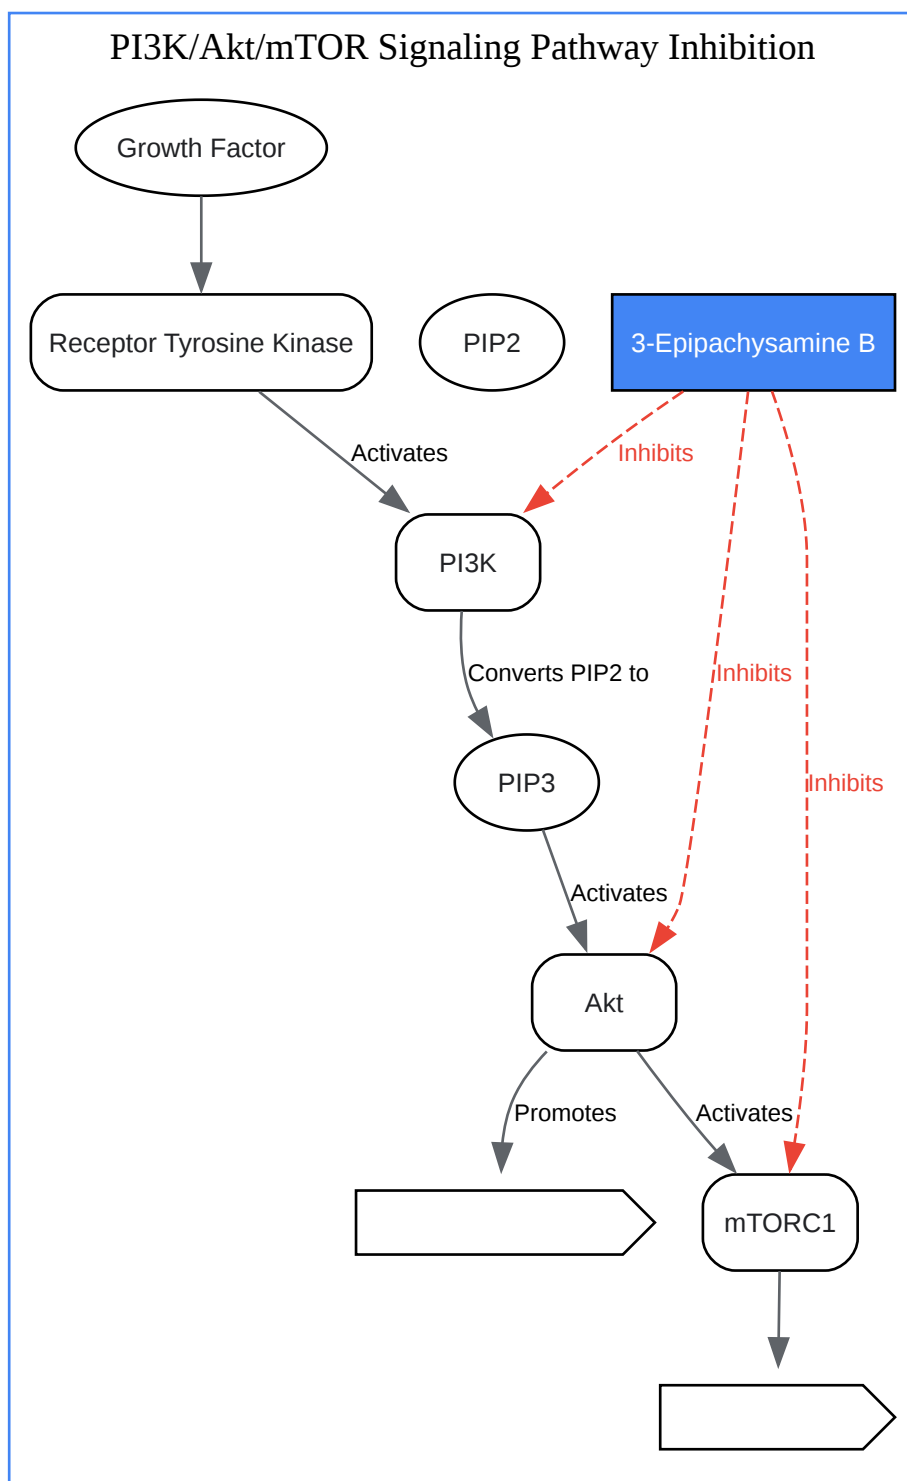 PI3K/Akt/mTOR Signaling Pathway Inhibition
Growth Factor
Receptor Tyrosine Kinase
PIP2
3-Epipachysamine B
Activates
Inhibits
PI3K
Converts PIP2 to
Inhibits
PIP3
Inhibits
Activates
Akt
Promotes
Activates
mTORC1